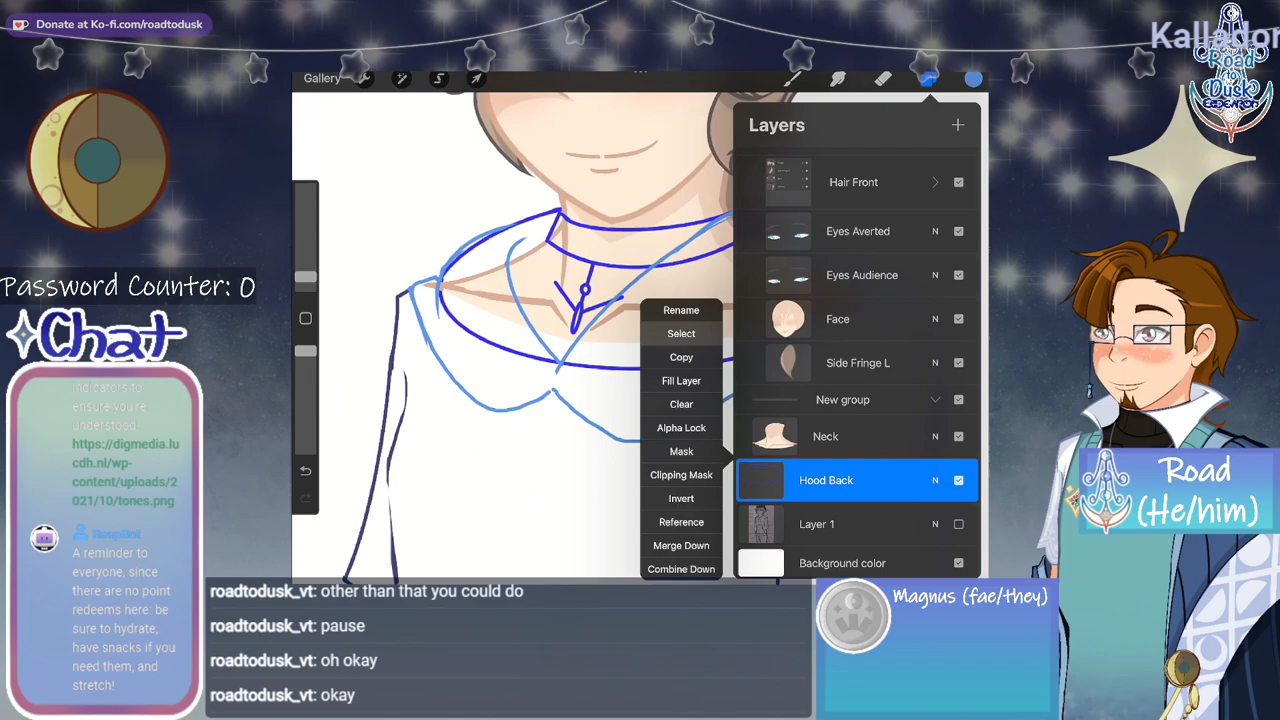 Donate at Ko-fi.com/roadtodusk
Kallador
Road
to
Dusk
Gallery
Layers
Hair Front
Eyes Averted N
Eyes Audience N
Face N
Side Fringe L N
New group
Neck N
Hood Back N
Layer 1 N
Background color
Rename
Select
Copy
Fill Layer
Clear
Alpha Lock
Mask
Clipping Mask
Invert
Reference
Merge Down
Combine Down
Password Counter: 0
Chat
indicators to
ensure you're
understood-
https://digmedia.lu
cdh.nl/wp-
content/uploads/2
021/10/tones.png
A reminder to
everyone, since
there are no point
redeems here: be
sure to hydrate,
have snacks if you
need them, and
stretch!
roadtodusk_vt: other than that you could do
roadtodusk_vt: pause
roadtodusk_vt: oh okay
roadtodusk_vt: okay
Road
(He/him)
Magnus (fae/they)